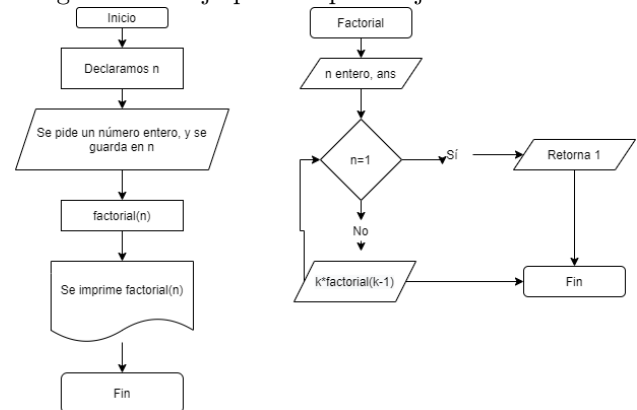 Inicio
Declaramos n
Se pide un número entero, y se
guarda en n
factorial(n)
Se imprime factorial(n)
Fin
Factorial
n entero, ans
n=1
Sí
Retorna 1
No
k*factorial(k-1)
Fin